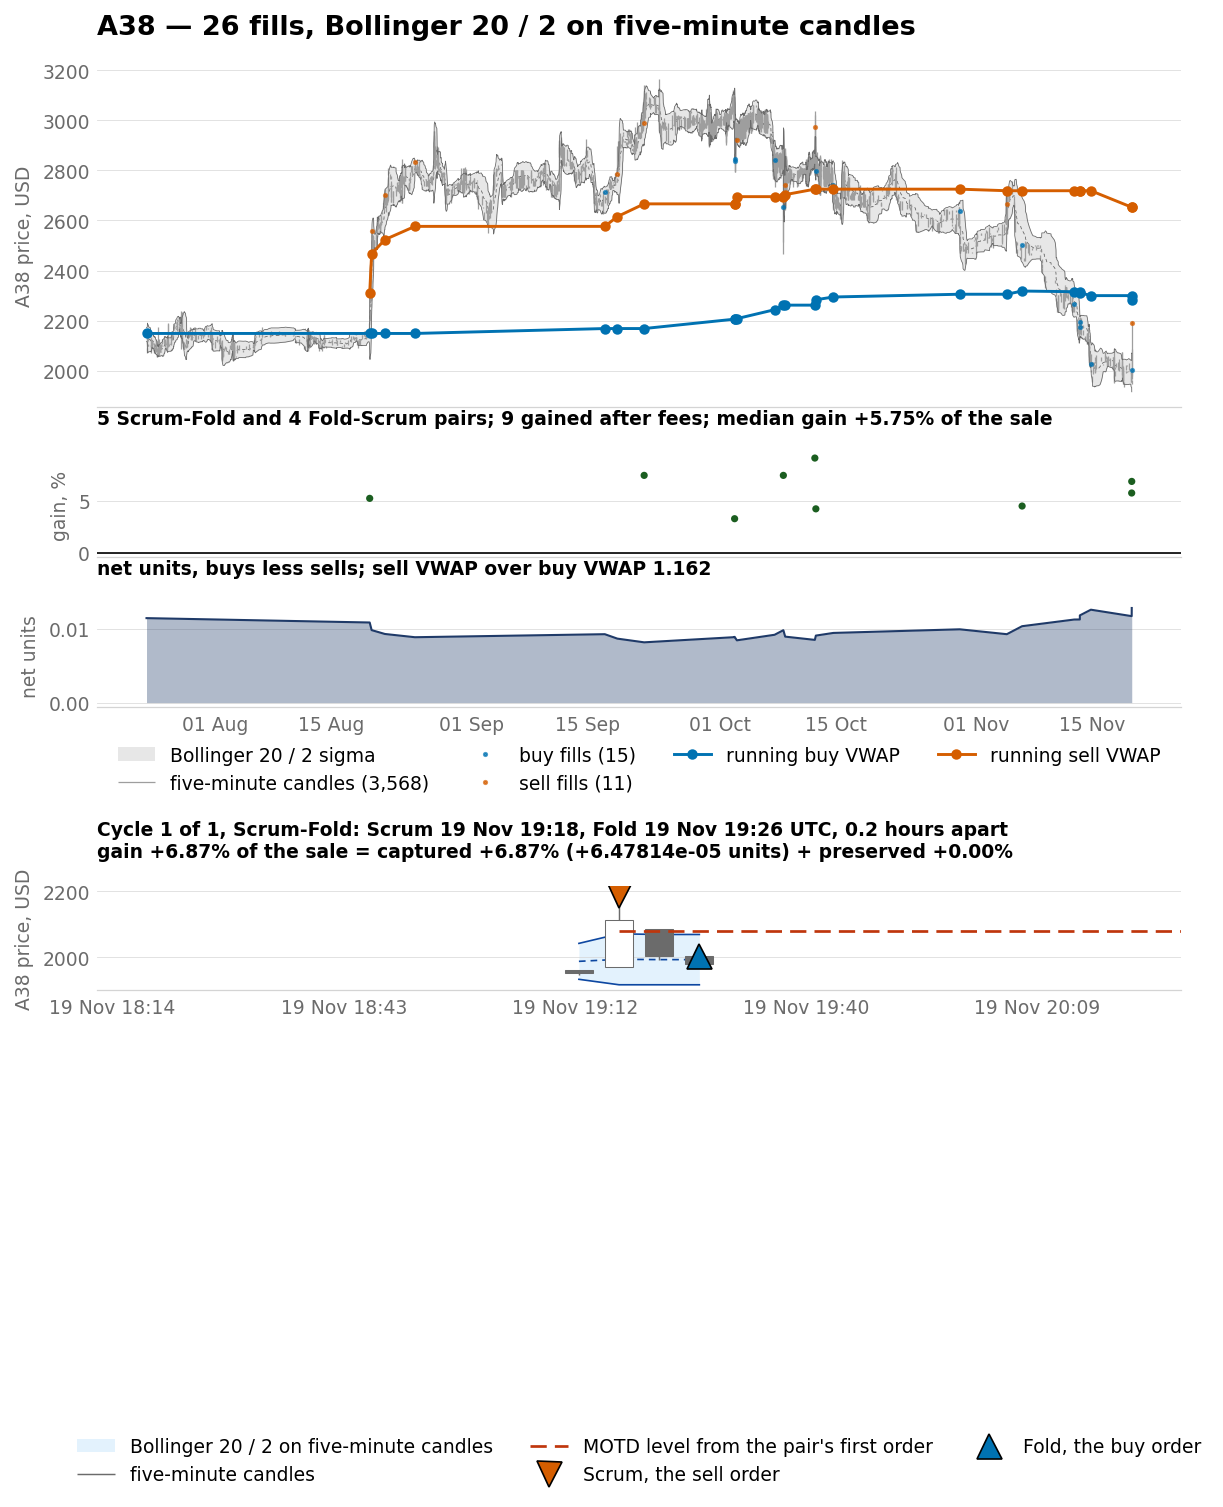 A38 — 26 fills, Bollinger 20 / 2 on five-minute candles
3200
3000
2800
2600
2400
2200
2000
A38 price, USD
5 Scrum-Fold and 4 Fold-Scrum pairs; 9 gained after fees; median gain +5.75% of the sale
5
0
gain, %
net units, buys less sells; sell VWAP over buy VWAP 1.162
0.01
0.00
net units
01 Aug 15 Aug 01 Sep 15 Sep 01 Oct 15 Oct 01 Nov 15 Nov
Bollinger 20 / 2 sigma
five-minute candles (3,568)
buy fills (15)
sell fills (11)
running buy VWAP
running sell VWAP
Cycle 1 of 1, Scrum-Fold: Scrum 19 Nov 19:18, Fold 19 Nov 19:26 UTC, 0.2 hours apart
gain +6.87% of the sale = captured +6.87% (+6.47814e-05 units) + preserved +0.00%
2200
2000
A38 price, USD
19 Nov 18:14 19 Nov 18:43 19 Nov 19:12 19 Nov 19:40 19 Nov 20:09
Bollinger 20 / 2 on five-minute candles
five-minute candles
MOTD level from the pair's first order
Scrum, the sell order
Fold, the buy order